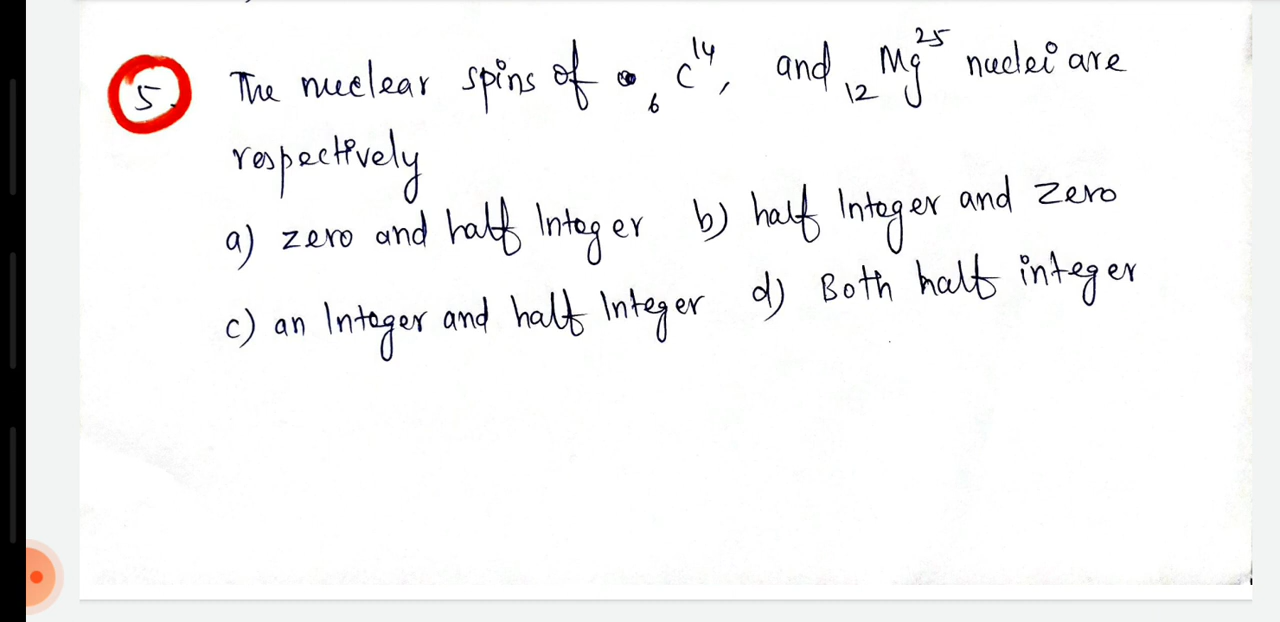 5. The nuclear spins of ₆C¹⁴, and ₁₂Mg²⁵ nuclei are
respectively
a) zero and half Integer b) half Integer and zero
c) an Integer and half Integer d) Both half integer